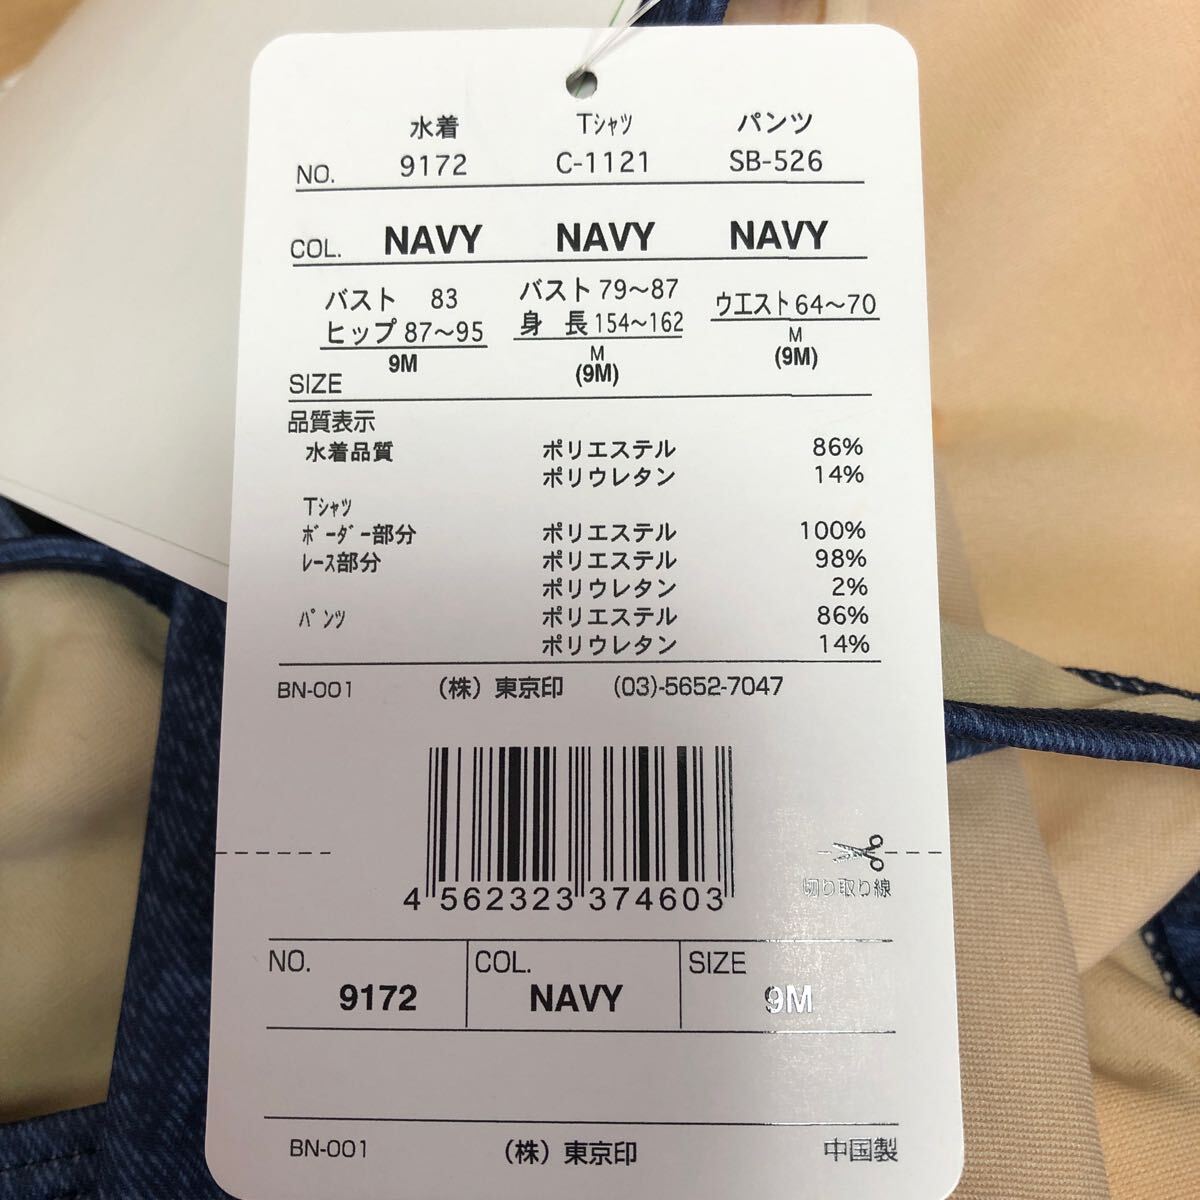 水着 Tシャツ パンツ
NO. 9172 C-1121 SB-526
COL. NAVY NAVY NAVY
バスト 83 バスト 79〜87 ウエスト 64〜70
ヒップ 87〜95 身長 154〜162 M
9M M (9M)
SIZE (9M)
品質表示
水着品質 ポリエステル 86%
ポリウレタン 14%
Tシャツ
ボーダー部分 ポリエステル 100%
レース部分 ポリエステル 98%
ポリウレタン 2%
パンツ ポリエステル 86%
ポリウレタン 14%
BN-001 (株)東京印 (03)-5652-7047
4 562323 374603
切り取り線
NO. COL. SIZE
9172 NAVY 9M
BN-001 (株)東京印 中国製